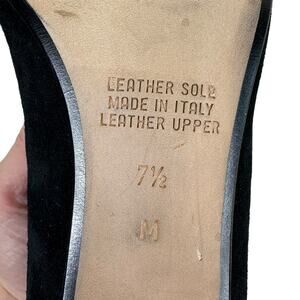 LEATHER SOLE
MADE IN ITALY
LEATHER UPPER
7½
M